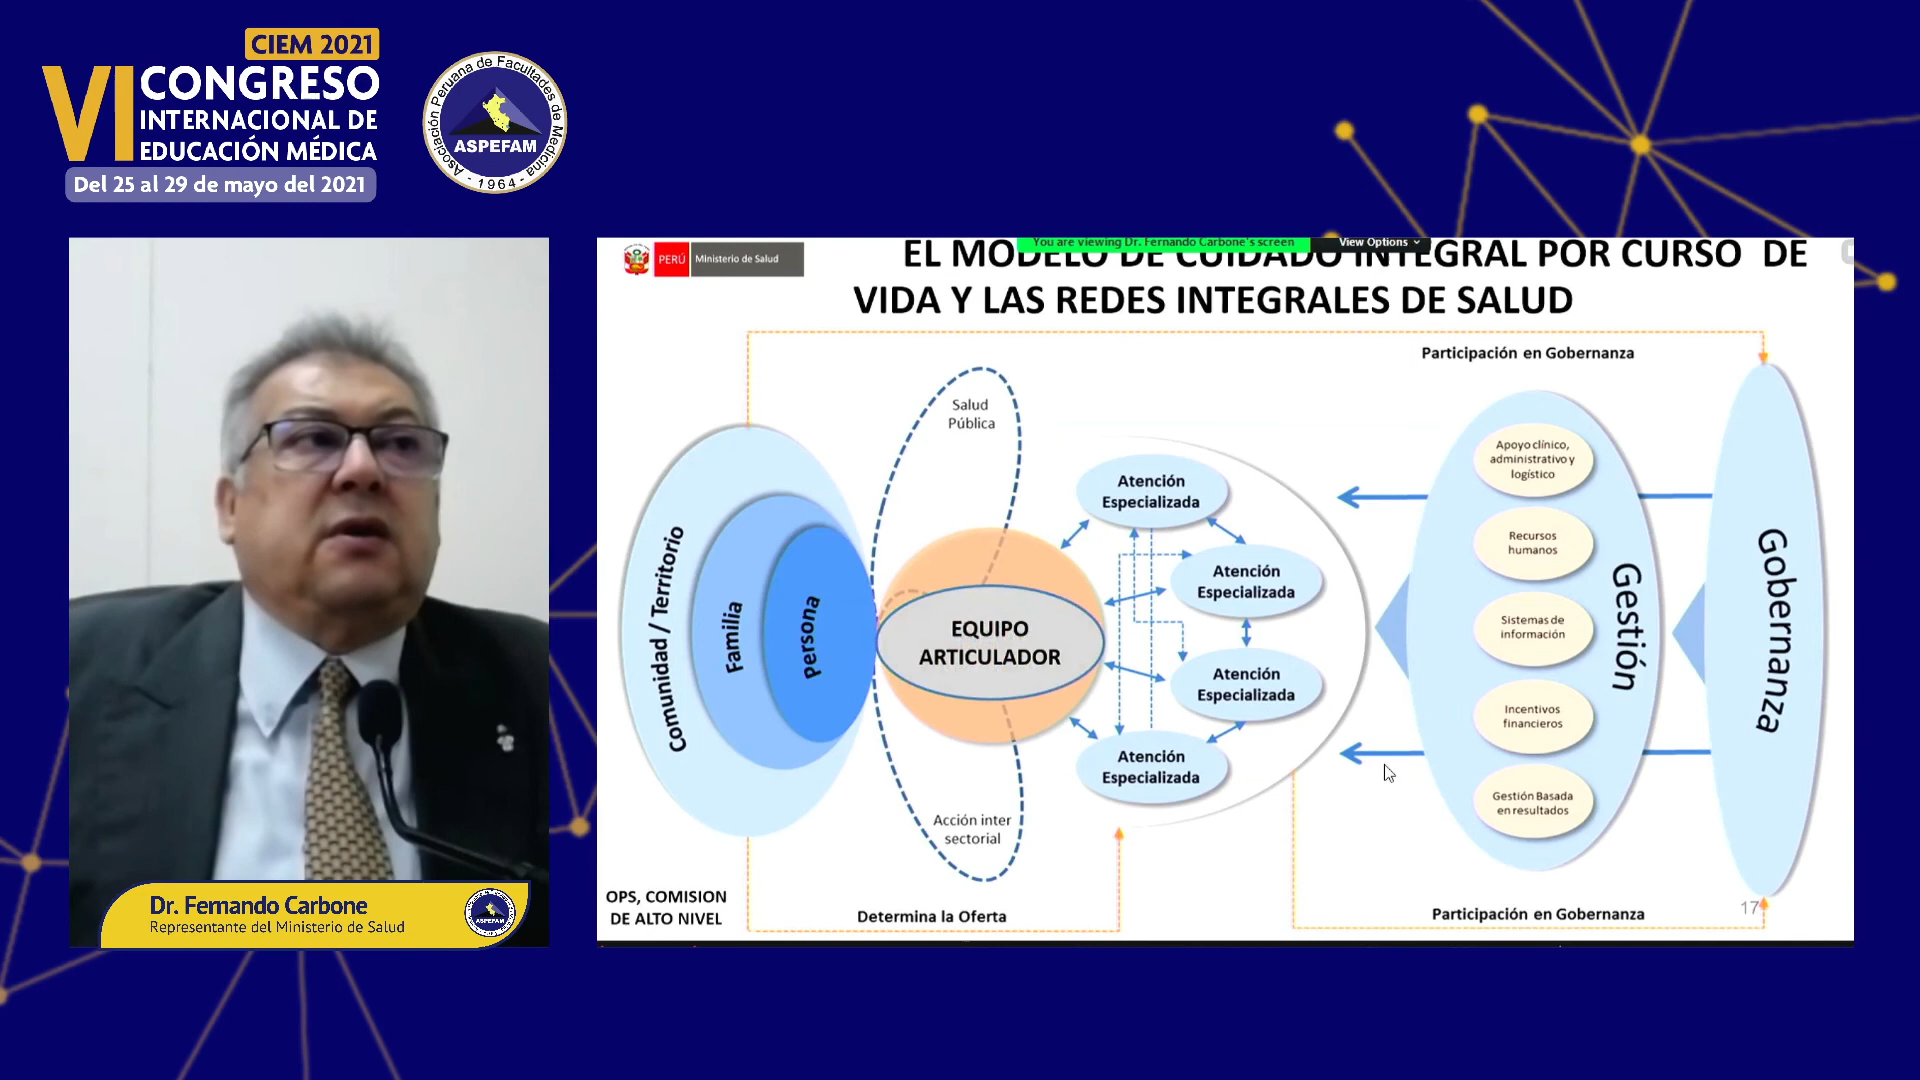 CIEM 2021
VI CONGRESO
INTERNACIONAL DE
EDUCACIÓN MÉDICA
Del 25 al 29 de mayo del 2021
Asociación Peruana de Facultades de Medicina
ASPEFAM
- 1964 -
PERÚ
Ministerio de Salud
You are viewing Dr. Fernando Carbone's screen
View Options
EL MODELO DE CUIDADO INTEGRAL POR CURSO DE
VIDA Y LAS REDES INTEGRALES DE SALUD
Participación en Gobernanza
Salud
Pública
Comunidad / Territorio
Familia
Persona
EQUIPO
ARTICULADOR
Atención
Especializada
Atención
Especializada
Atención
Especializada
Atención
Especializada
Acción inter
sectorial
Apoyo clínico,
administrativo y
logístico
Recursos
humanos
Sistemas de
información
Incentivos
financieros
Gestión Basada
en resultados
Gestión
Gobernanza
OPS, COMISION
DE ALTO NIVEL
Determina la Oferta
Participación en Gobernanza
17
Dr. Fernando Carbone
Representante del Ministerio de Salud
ASPEFAM